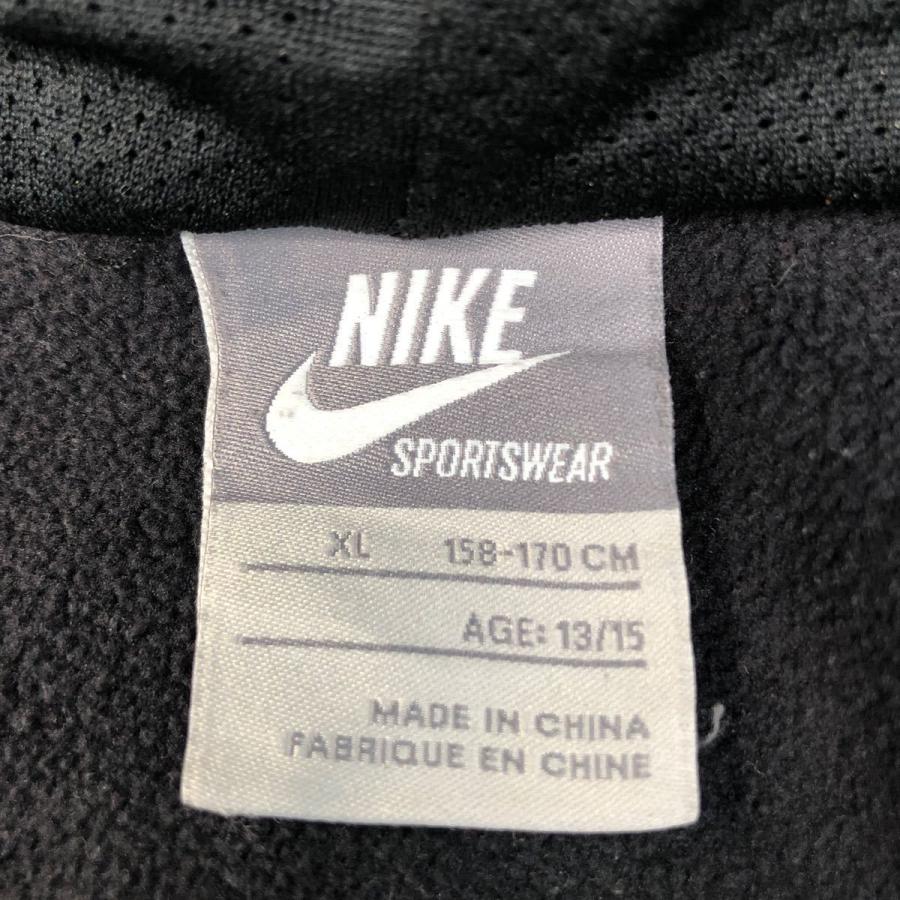 NIKE
SPORTSWEAR
XL 158-170 CM
AGE: 13/15
MADE IN CHINA
FABRIQUE EN CHINE